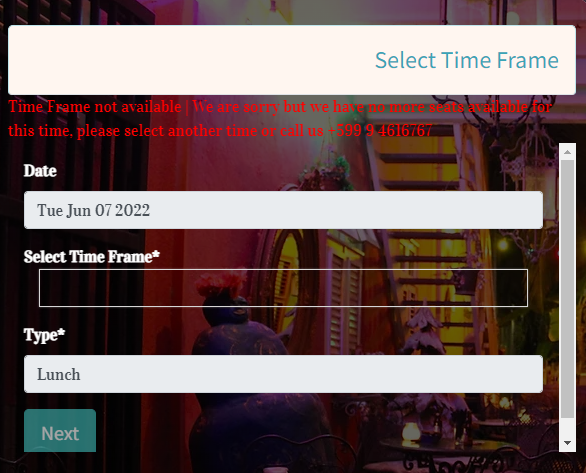 Select Time Frame
Time Frame not available | We are sorry but we have no more seats available for
this time, please select another time or call us +599 9 4616767
Date
Tue Jun 07 2022
Select Time Frame*
Type*
Lunch
Next